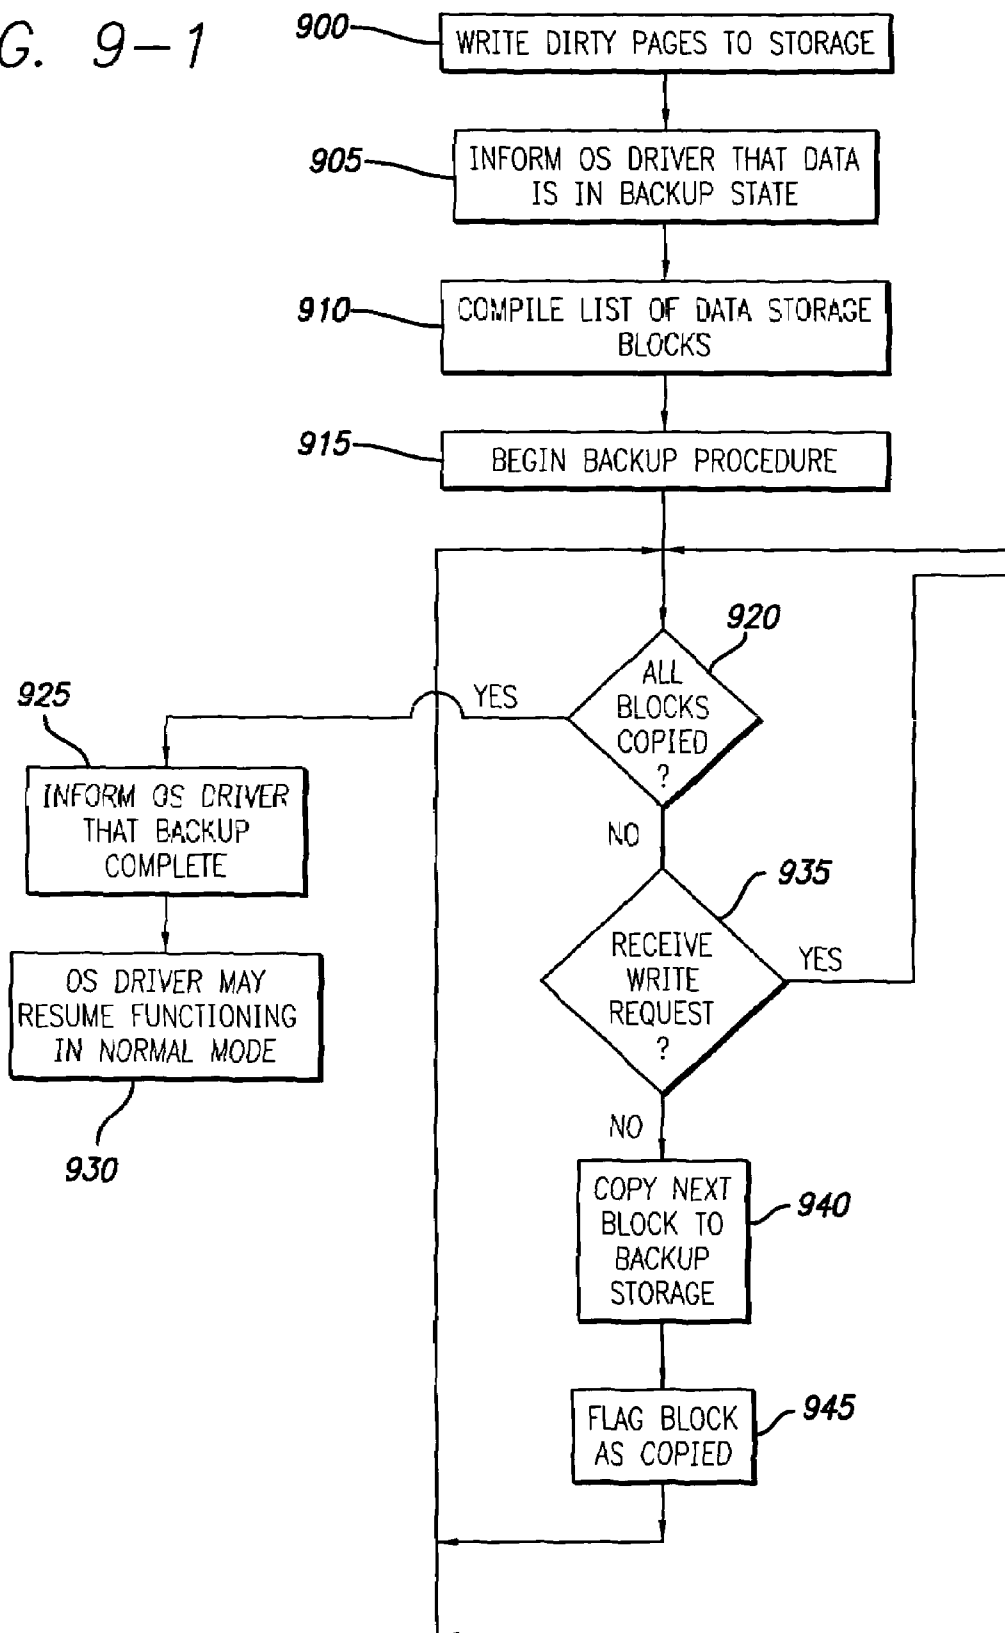 G. 9-1
900
WRITE DIRTY PAGES TO STORAGE
905
INFORM OS DRIVER THAT DATA
IS IN BACKUP STATE
910
COMPILE LIST OF DATA STORAGE
BLOCKS
915
BEGIN BACKUP PROCEDURE
920
ALL
BLOCKS
COPIED
?
YES
NO
925
INFORM OS DRIVER
THAT BACKUP
COMPLETE
OS DRIVER MAY
RESUME FUNCTIONING
IN NORMAL MODE
930
935
RECEIVE
WRITE
REQUEST
?
YES
NO
COPY NEXT
BLOCK TO
BACKUP
STORAGE
940
FLAG BLOCK
AS COPIED
945